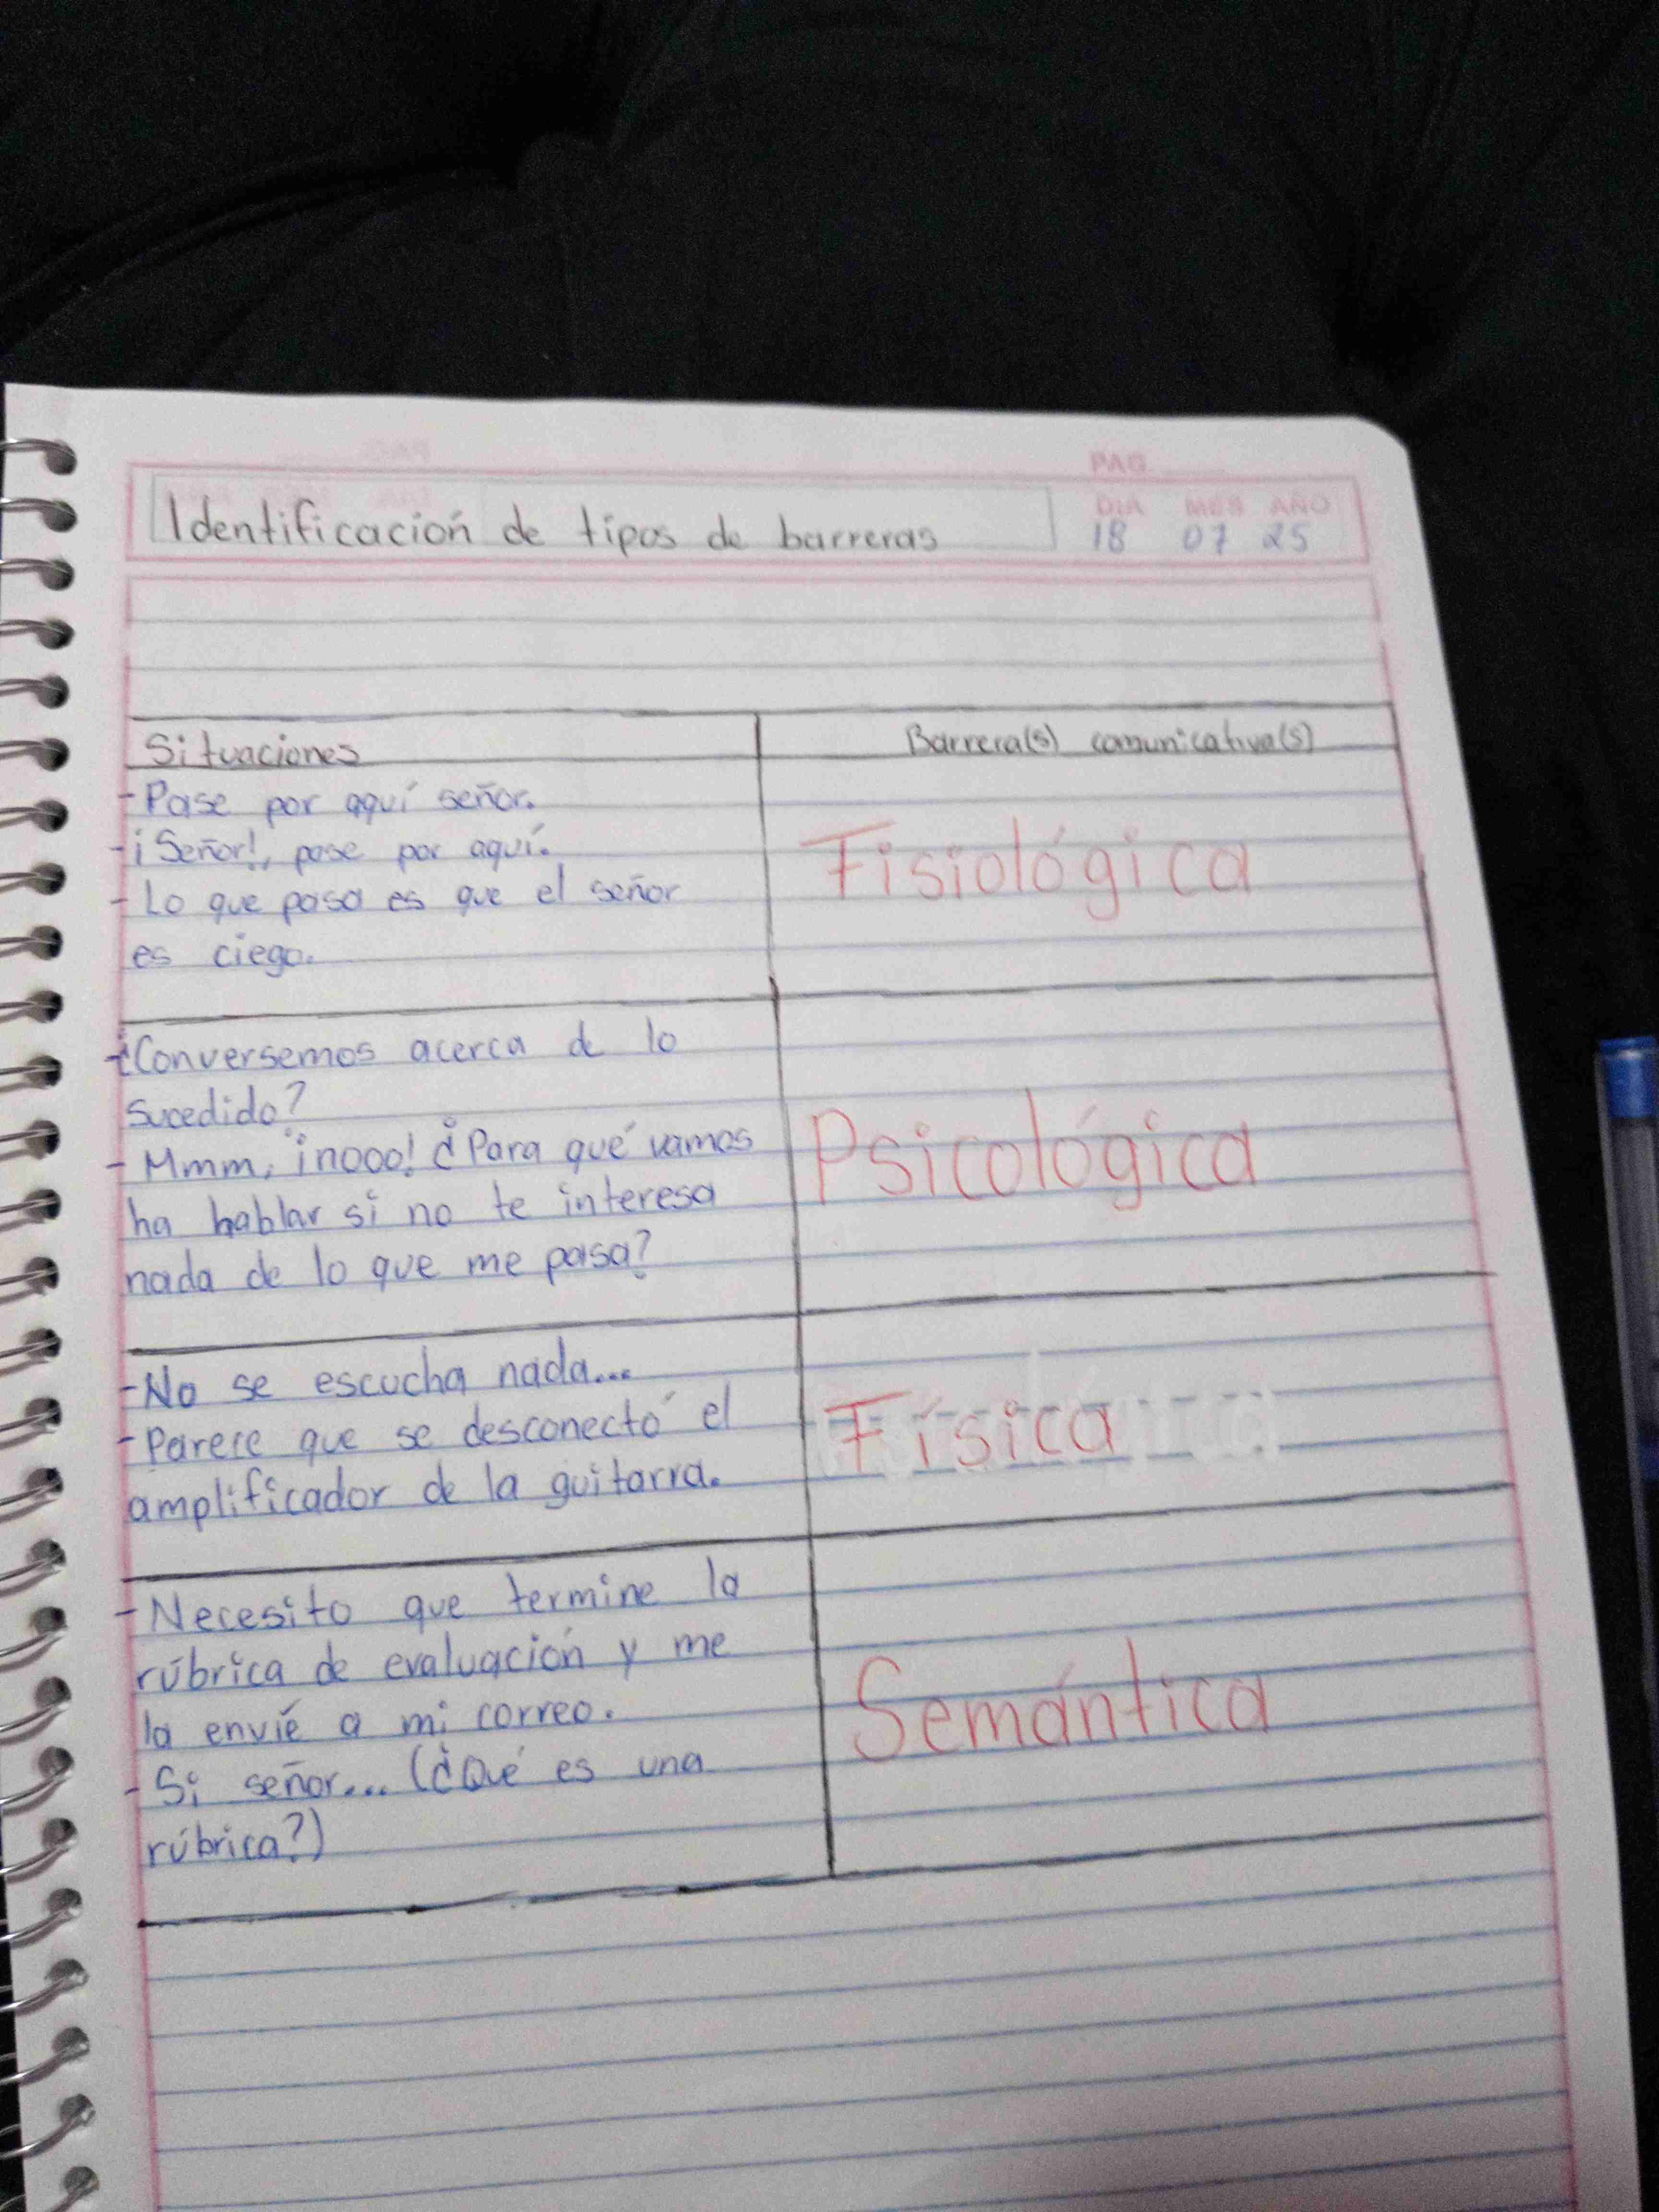 PAG.
Identificación de tipos de barreras
DIA MES AÑO
18 07 25
Situaciones
Barrera(s) comunicativa(s)
-Pase por aquí señor.
-¡Señor!, pase por aquí.
-Lo que pasa es que el señor
es ciego.
Fisiológica
-¿Conversemos acerca de lo
sucedido?
-Mmm, ¡nooo! ¿Para qué vamos
ha hablar si no te interesa
nada de lo que me pasa?
Psicológica
-No se escucha nada...
-Parece que se desconectó el
amplificador de la guitarra.
Física
-Necesito que termine la
rúbrica de evaluación y me
la envíe a mi correo.
-Si señor... (¿Qué es una
rúbrica?)
Semántica